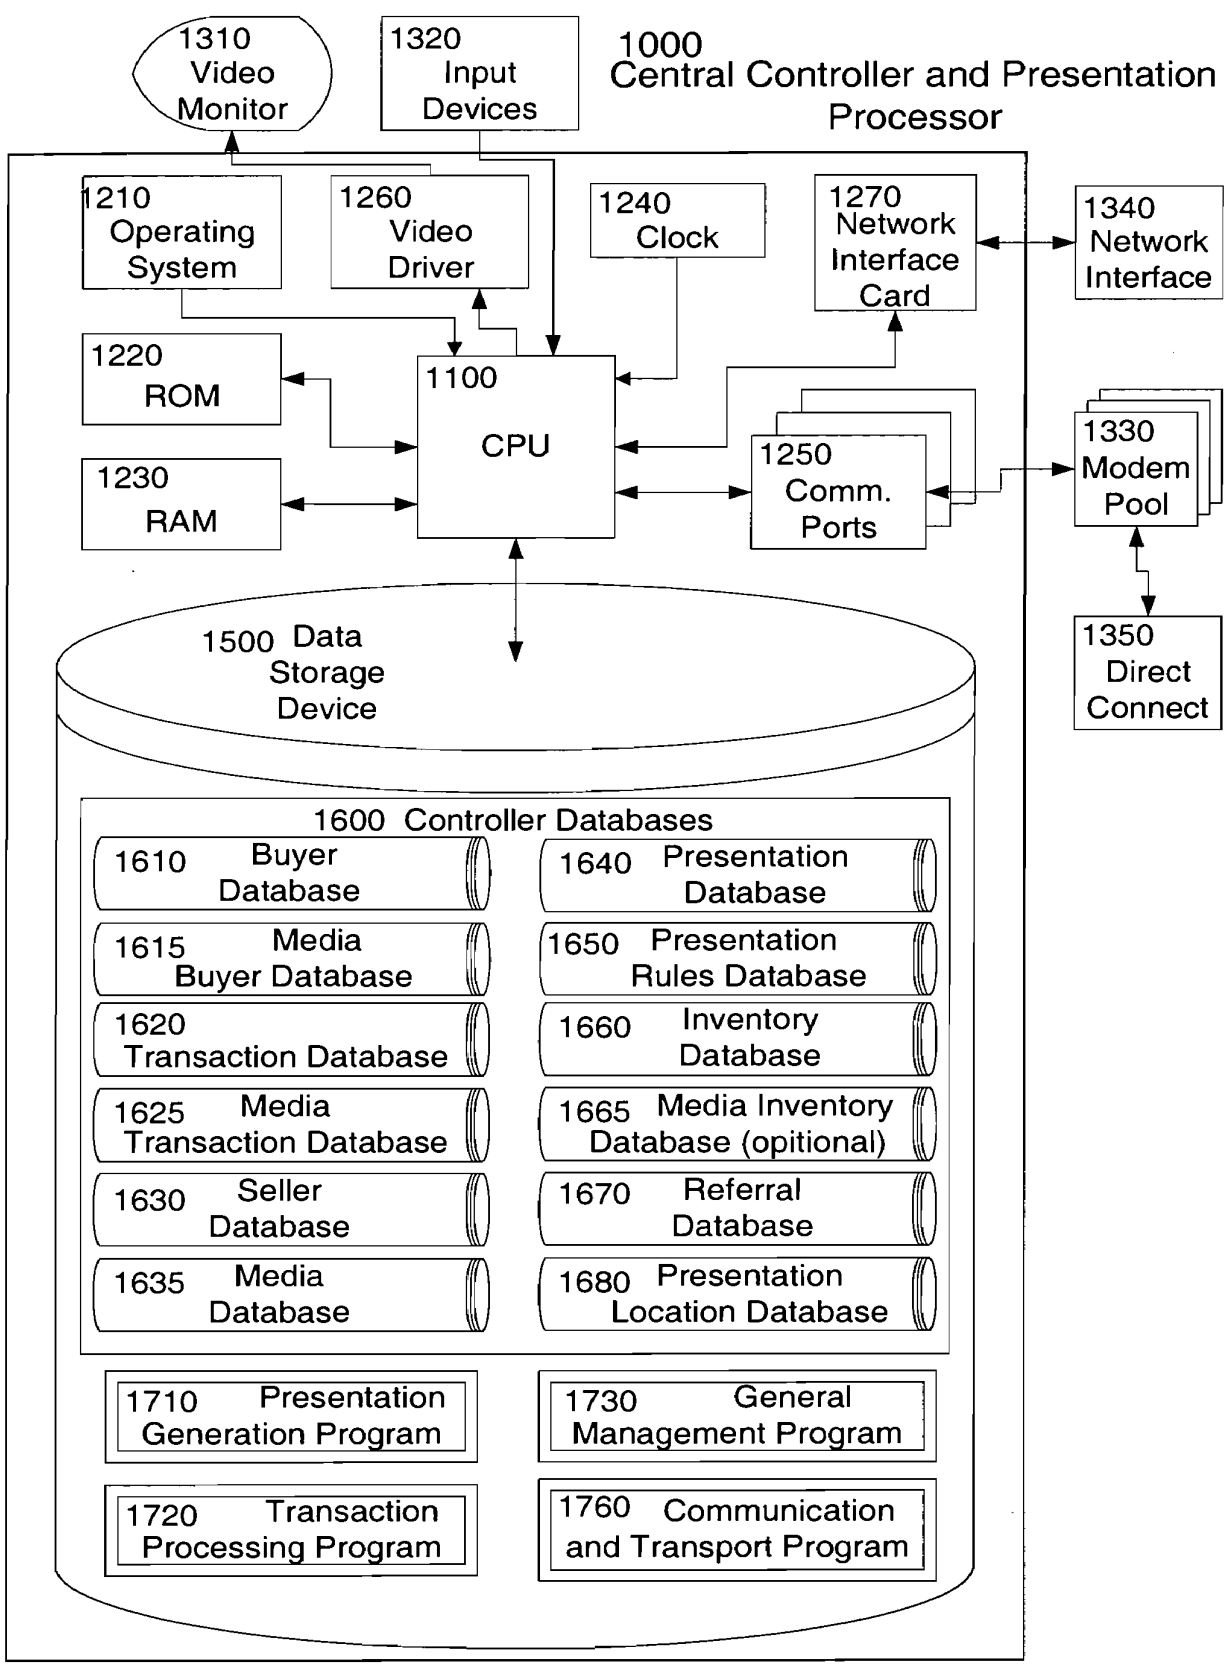 1310
Video
Monitor
1320
Input
Devices
1000
Central Controller and Presentation
Processor
1210
Operating
System
1260
Video
Driver
1240
Clock
1270
Network
Interface
Card
1340
Network
Interface
1220
ROM
1100
CPU
1230
RAM
1250
Comm.
Ports
1330
Modem
Pool
1350
Direct
Connect
1500 Data
Storage
Device
1600 Controller Databases
1610 Buyer
Database
1640 Presentation
Database
1615 Media
Buyer Database
1650 Presentation
Rules Database
1620
Transaction Database
1660 Inventory
Database
1625 Media
Transaction Database
1665 Media Inventory
Database (opitional)
1630 Seller
Database
1670 Referral
Database
1635 Media
Database
1680 Presentation
Location Database
1710 Presentation
Generation Program
1730 General
Management Program
1720 Transaction
Processing Program
1760 Communication
and Transport Program